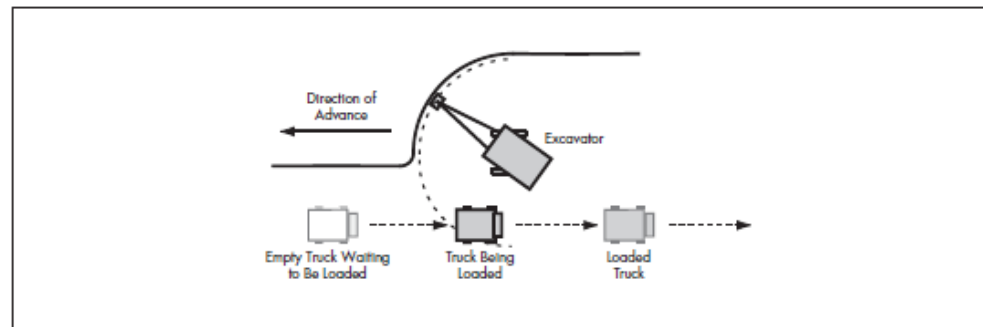 Direction of
Advance
Excavator
Empty Truck Waiting
to Be Loaded
Truck Being
Loaded
Loaded
Truck